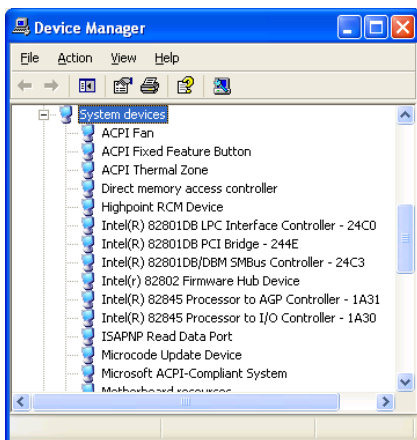 Device Manager
File Action View Help
System devices
ACPI Fan
ACPI Fixed Feature Button
ACPI Thermal Zone
Direct memory access controller
Highpoint RCM Device
Intel(R) 82801DB LPC Interface Controller - 24C0
Intel(R) 82801DB PCI Bridge - 244E
Intel(R) 82801DB/DBM SMBus Controller - 24C3
Intel(r) 82802 Firmware Hub Device
Intel(R) 82845 Processor to AGP Controller - 1A31
Intel(R) 82845 Processor to I/O Controller - 1A30
ISAPNP Read Data Port
Microcode Update Device
Microsoft ACPI-Compliant System
Motherboard resources